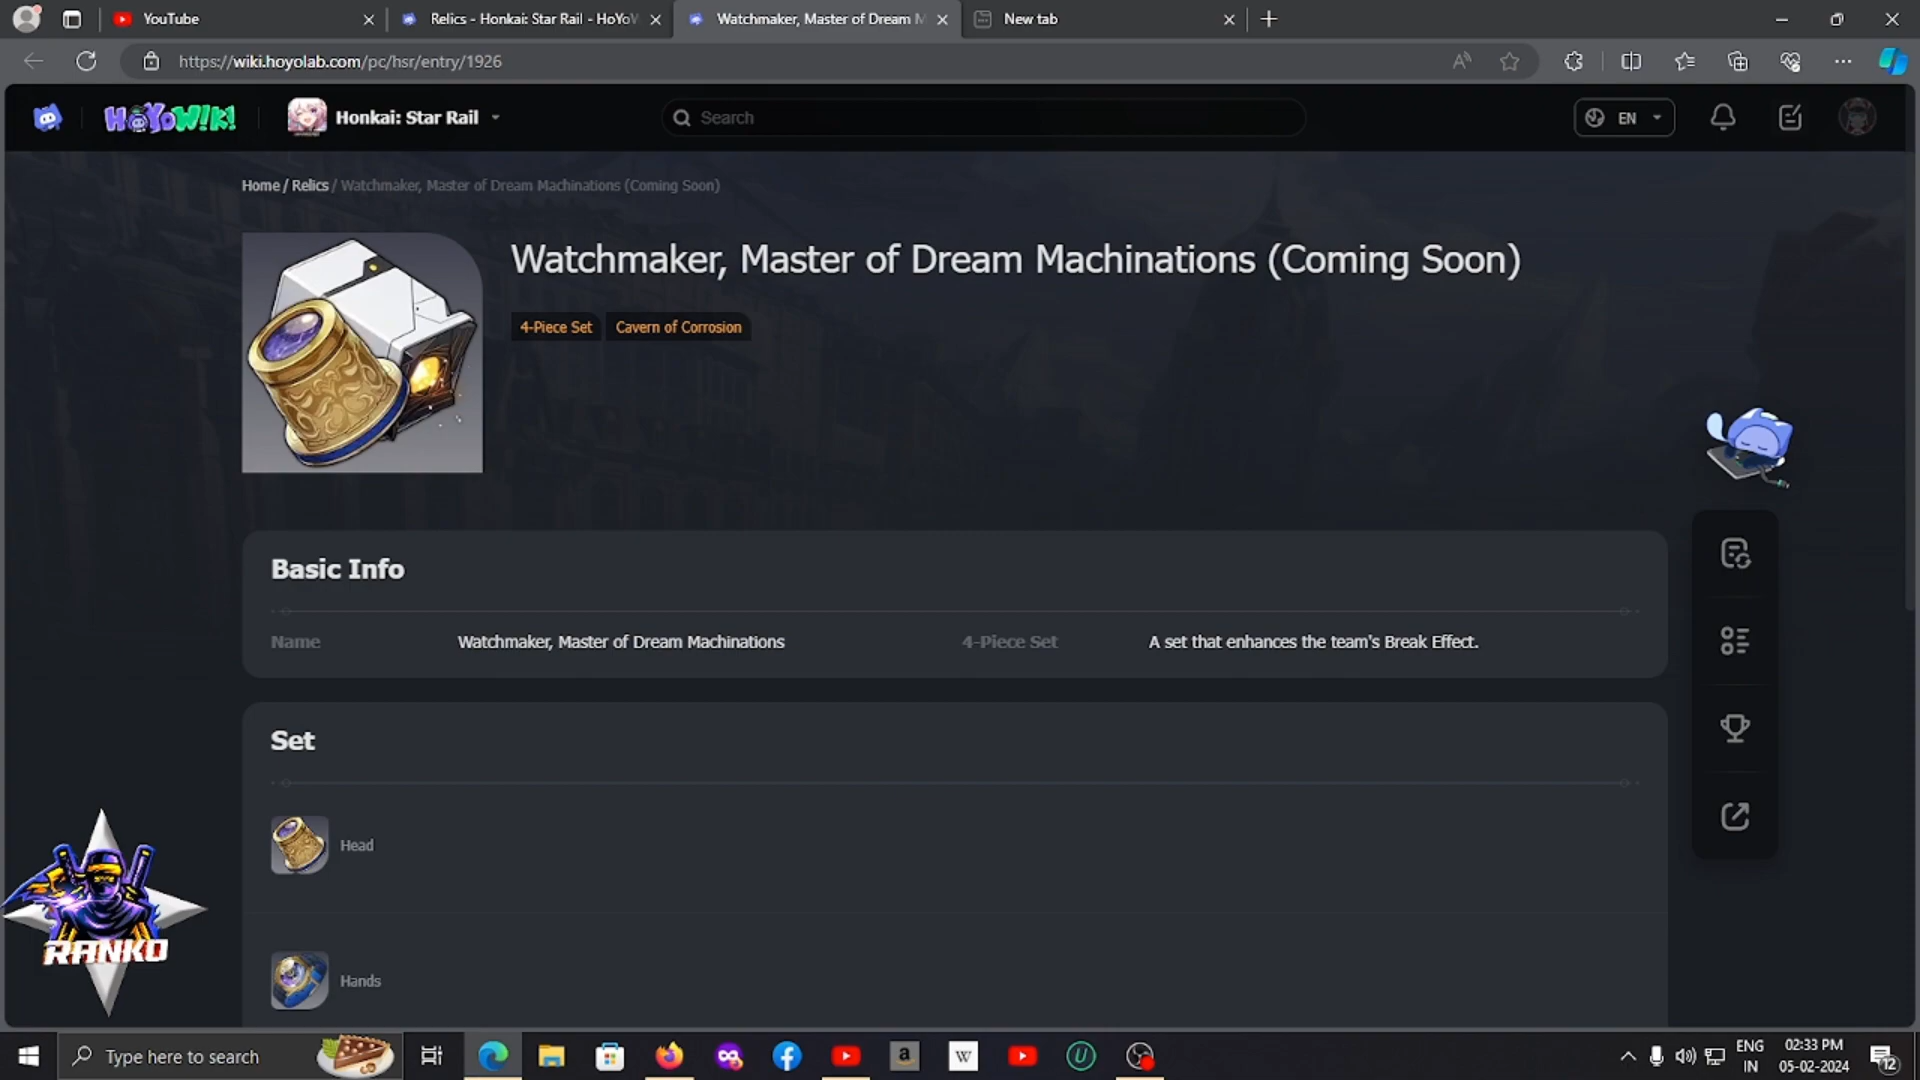 YouTube
Relics - Honkai: Star Rail - HoYoW
Watchmaker, Master of Dream M
New tab
https://wiki.hoyolab.com/pc/hsr/entry/1926
HoYoWiKi
Honkai: Star Rail
Search
EN
Home / Relics / Watchmaker, Master of Dream Machinations (Coming Soon)
Watchmaker, Master of Dream Machinations (Coming Soon)
4-Piece Set
Cavern of Corrosion
Basic Info
Name
Watchmaker, Master of Dream Machinations
4-Piece Set
A set that enhances the team's Break Effect.
Set
Head
Hands
RANKO
Type here to search
a
W
U
ENG
IN
02:33 PM
05-02-2024
12